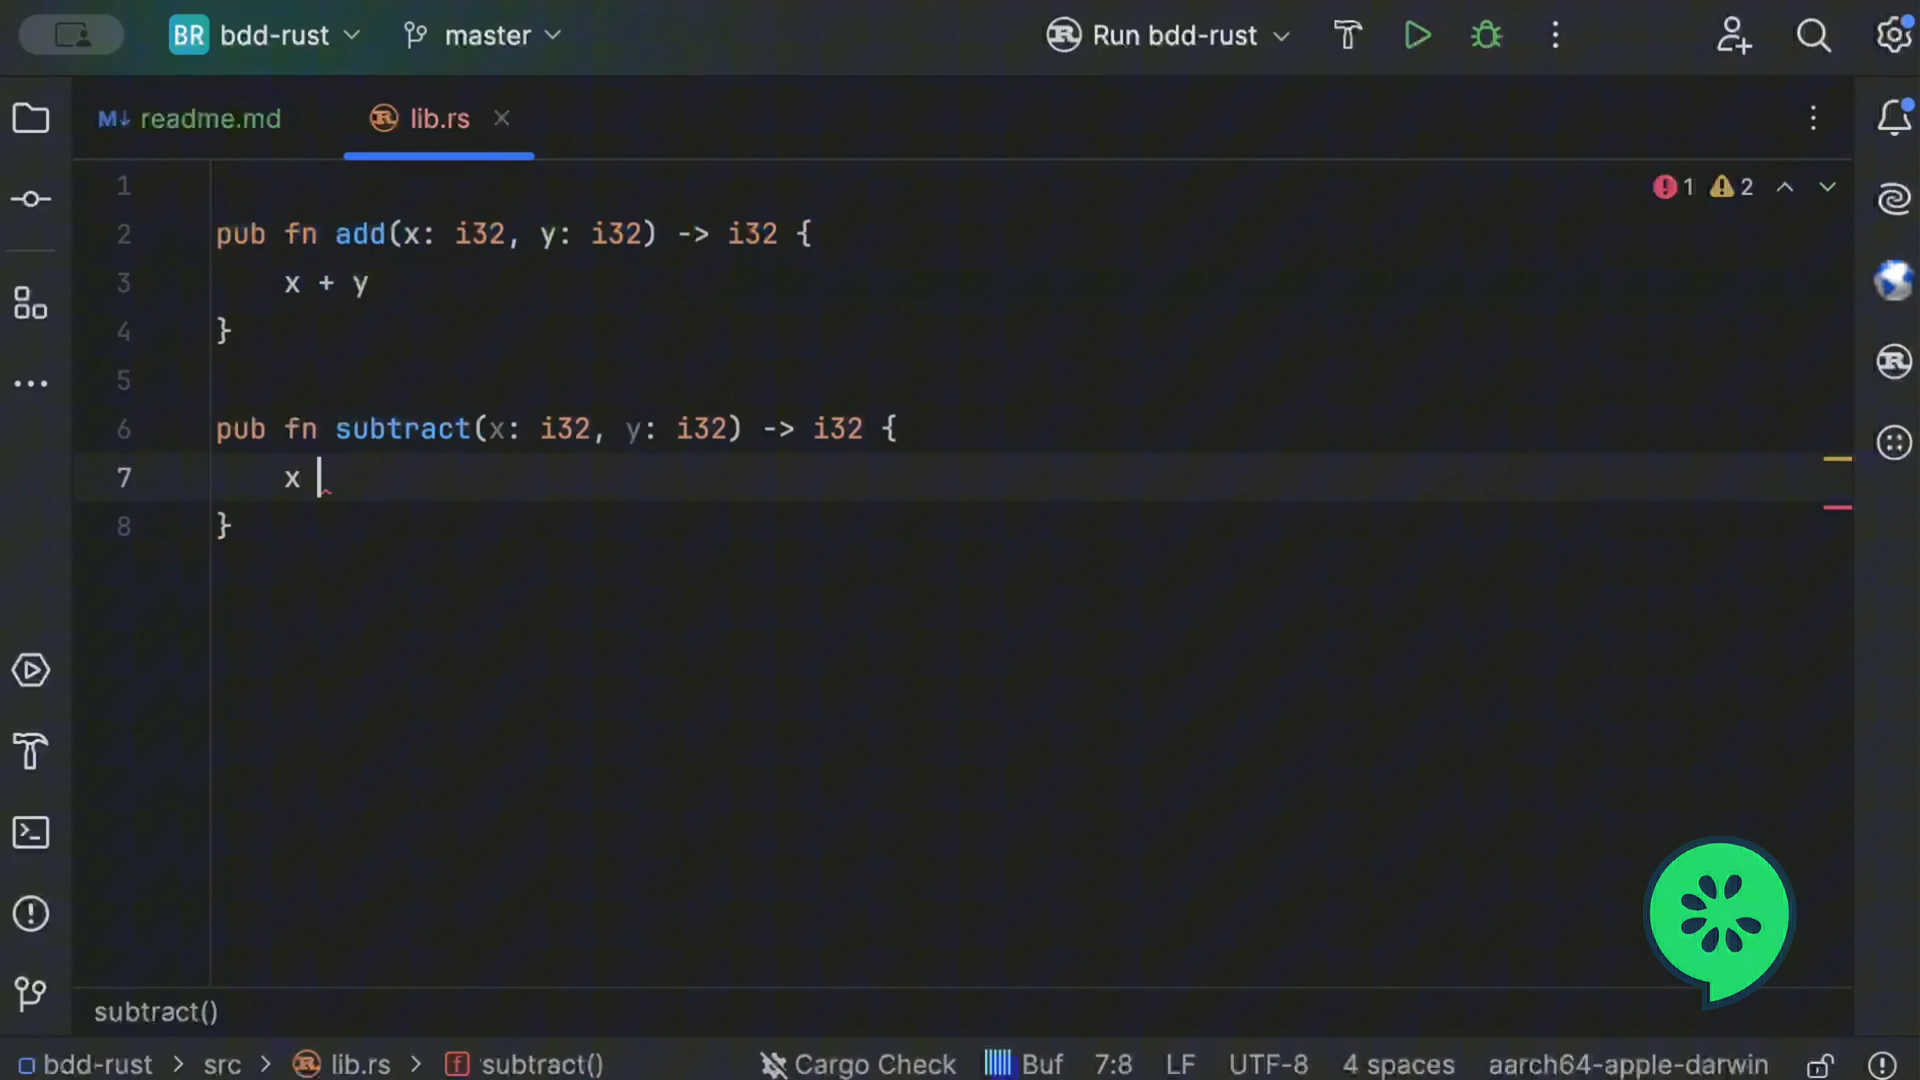 BR bdd-rust master Run bdd-rust
M↓ readme.md lib.rs
1 1 2
2 pub fn add(x: i32, y: i32) -> i32 {
3 x + y
4 }
5
6 pub fn subtract(x: i32, y: i32) -> i32 {
7 x
8 }
subtract()
bdd-rust > src > lib.rs > f subtract() Cargo Check Buf 7:8 LF UTF-8 4 spaces aarch64-apple-darwin